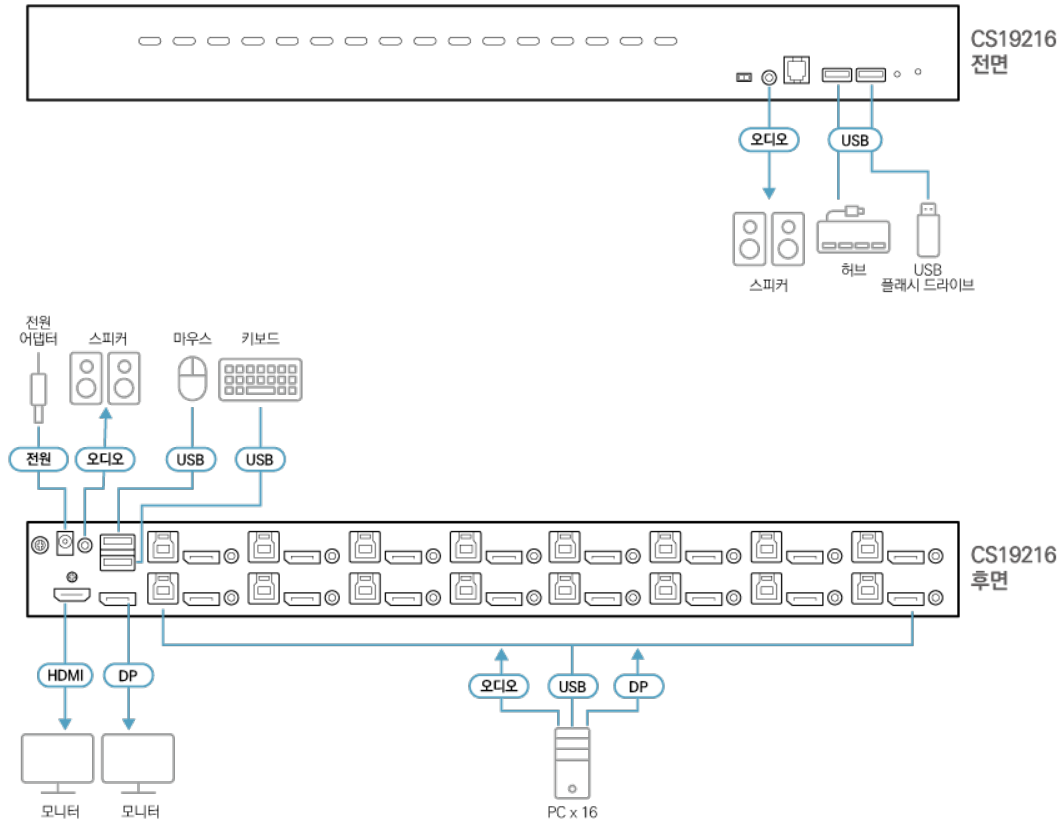 CS19216
전면
오디오
USB
스피커
허브
USB
플래시 드라이브
전원
어댑터
스피커
마우스
키보드
전원
오디오
USB
USB
CS19216
후면
HDMI
DP
오디오
USB
DP
모니터
모니터
PC x 16